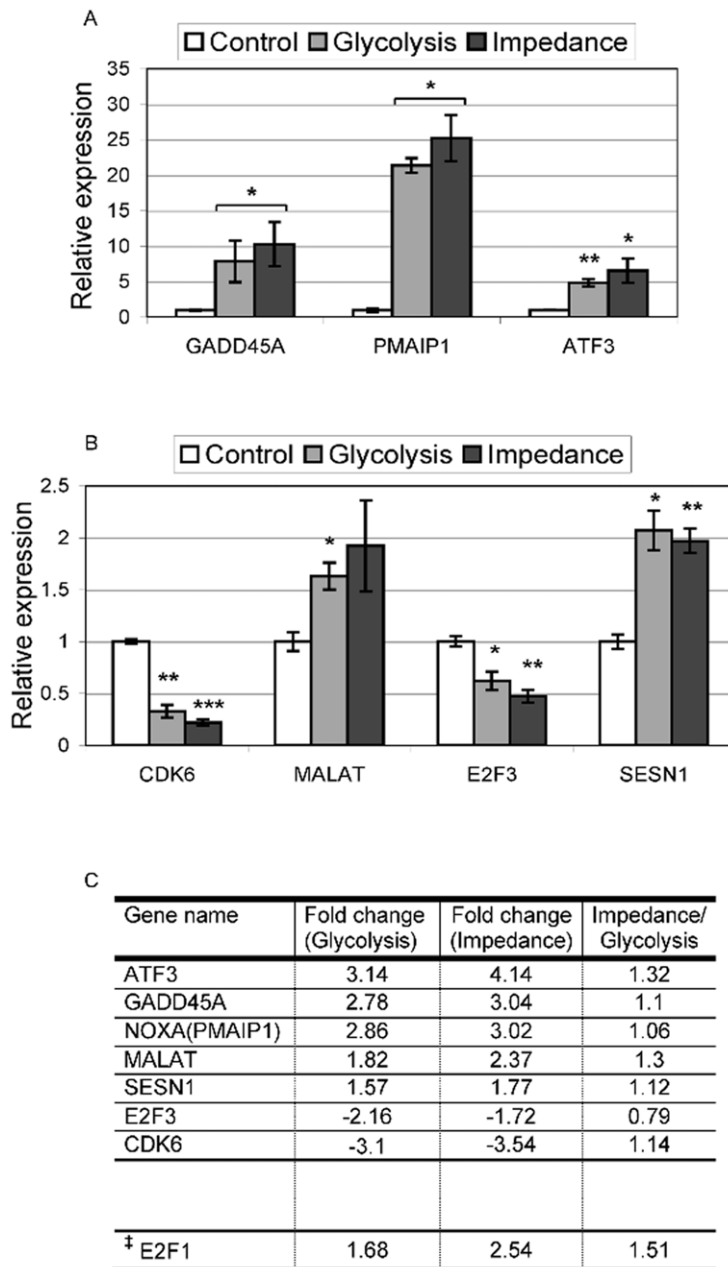 A
Control Glycolysis Impedance
Relative expression
35
30
25
20
15
10
5
0
*
*
**
*
GADD45A PMAIP1 ATF3
B
Control Glycolysis Impedance
Relative expression
2.5
2
1.5
1
0.5
0
**
***
*
*
**
*
**
CDK6 MALAT E2F3 SESN1
C
Gene name Fold change (Glycolysis) Fold change (Impedance) Impedance/ Glycolysis
ATF3 3.14 4.14 1.32
GADD45A 2.78 3.04 1.1
NOXA(PMAIP1) 2.86 3.02 1.06
MALAT 1.82 2.37 1.3
SESN1 1.57 1.77 1.12
E2F3 -2.16 -1.72 0.79
CDK6 -3.1 -3.54 1.14
‡ E2F1 1.68 2.54 1.51